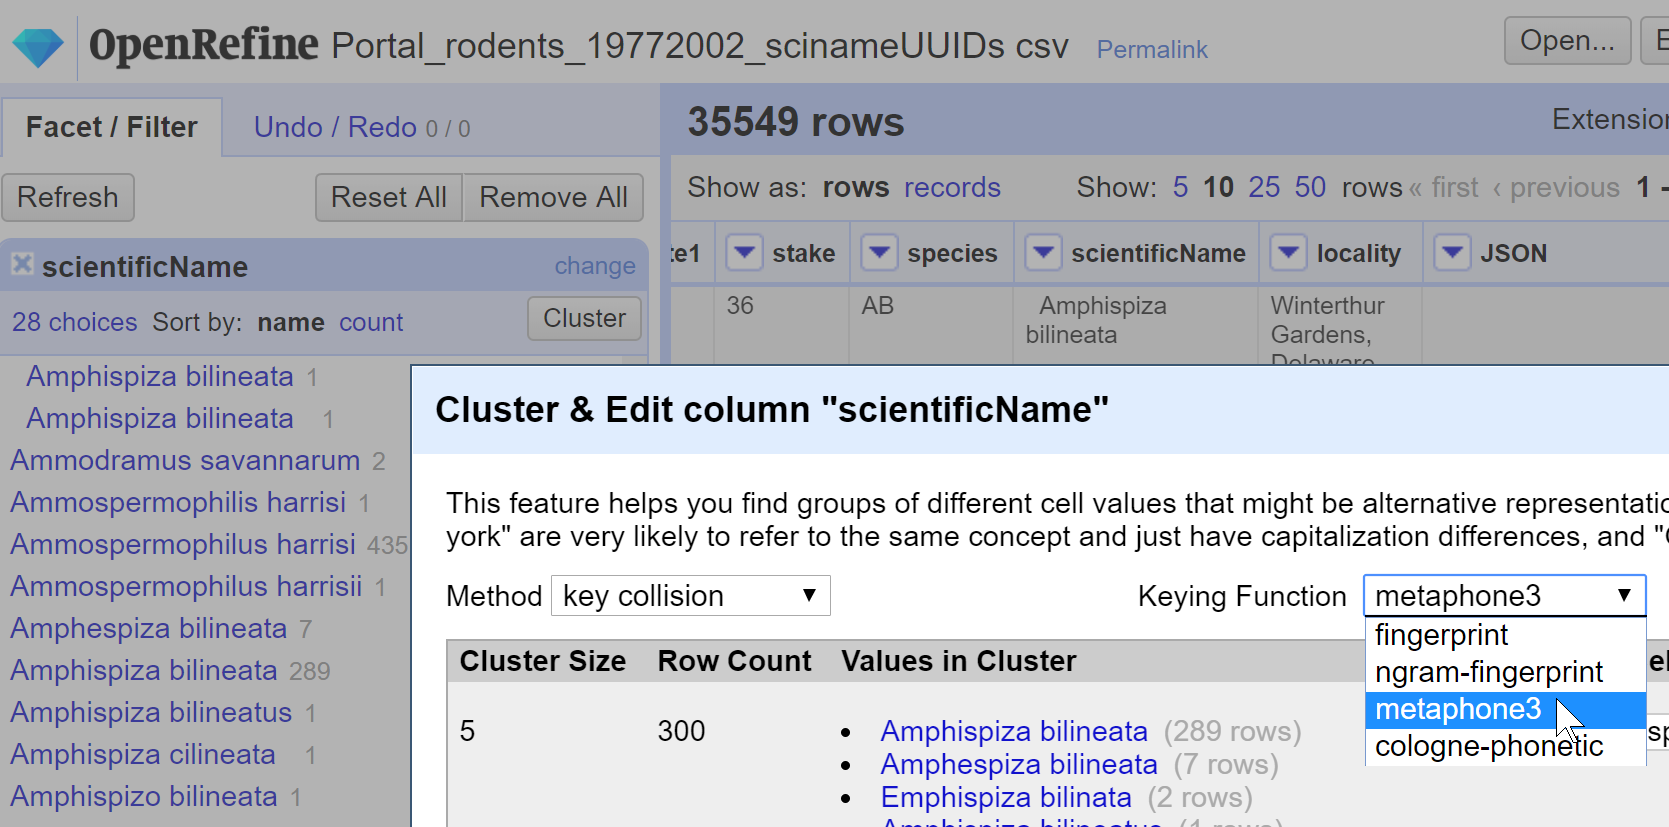 OpenRefine Portal_rodents_19772002_scinameUUIDs csv Permalink Open...
Facet / Filter Undo / Redo 0 / 0
35549 rows Extension
Refresh Reset All Remove All
Show as: rows records Show: 5 10 25 50 rows « first ‹ previous 1 -
scientificName change
te1 stake species scientificName locality JSON
28 choices Sort by: name count Cluster
36 AB Amphispiza bilineata Winterthur Gardens, Delaware
Amphispiza bilineata 1
Amphispiza bilineata 1
Ammodramus savannarum 2
Ammospermophilis harrisi 1
Ammospermophilus harrisi 435
Ammospermophilus harrisii 1
Amphespiza bilineata 7
Amphispiza bilineata 289
Amphispiza bilineatus 1
Amphispiza cilineata 1
Amphispizo bilineata 1
Cluster & Edit column "scientificName"
This feature helps you find groups of different cell values that might be alternative representatio
york" are very likely to refer to the same concept and just have capitalization differences, and "
Method key collision Keying Function metaphone3
fingerprint
ngram-fingerprint
metaphone3
cologne-phonetic
Cluster Size Row Count Values in Cluster
5 300
Amphispiza bilineata (289 rows)
Amphespiza bilineata (7 rows)
Emphispiza bilinata (2 rows)
Amphispiza bilineatus (1 rows)